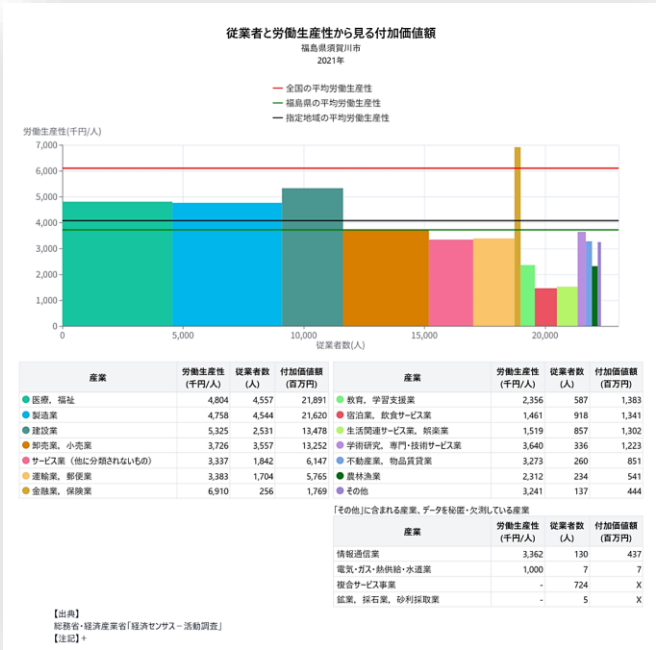 従業者と労働生産性から見る付加価値額
福島県須賀川市
2021年
全国の平均労働生産性
福島県の平均労働生産性
指定地域の平均労働生産性
労働生産性(千円/人)
7,000
6,000
5,000
4,000
3,000
2,000
1,000
0
0 5,000 10,000 15,000 20,000
従業者数(人)
産業 労働生産性(千円/人) 従業者数(人) 付加価値額(百万円)
医療，福祉 4,804 4,557 21,891
製造業 4,758 4,544 21,620
建設業 5,325 2,531 13,478
卸売業，小売業 3,726 3,557 13,252
サービス業（他に分類されないもの） 3,337 1,842 6,147
運輸業，郵便業 3,383 1,704 5,765
金融業，保険業 6,910 256 1,769
産業 労働生産性(千円/人) 従業者数(人) 付加価値額(百万円)
教育，学習支援業 2,356 587 1,383
宿泊業，飲食サービス業 1,461 918 1,341
生活関連サービス業，娯楽業 1,519 857 1,302
学術研究，専門・技術サービス業 3,640 336 1,223
不動産業，物品賃貸業 3,273 260 851
農林漁業 2,312 234 541
その他 3,241 137 444
「その他」に含まれる産業、データを秘匿・欠測している産業
産業 労働生産性(千円/人) 従業者数(人) 付加価値額(百万円)
情報通信業 3,362 130 437
電気・ガス・熱供給・水道業 1,000 7 7
複合サービス事業 - 724 X
鉱業，採石業，砂利採取業 - 5 X
【出典】
総務省・経済産業省「経済センサス－活動調査」
【注記】+